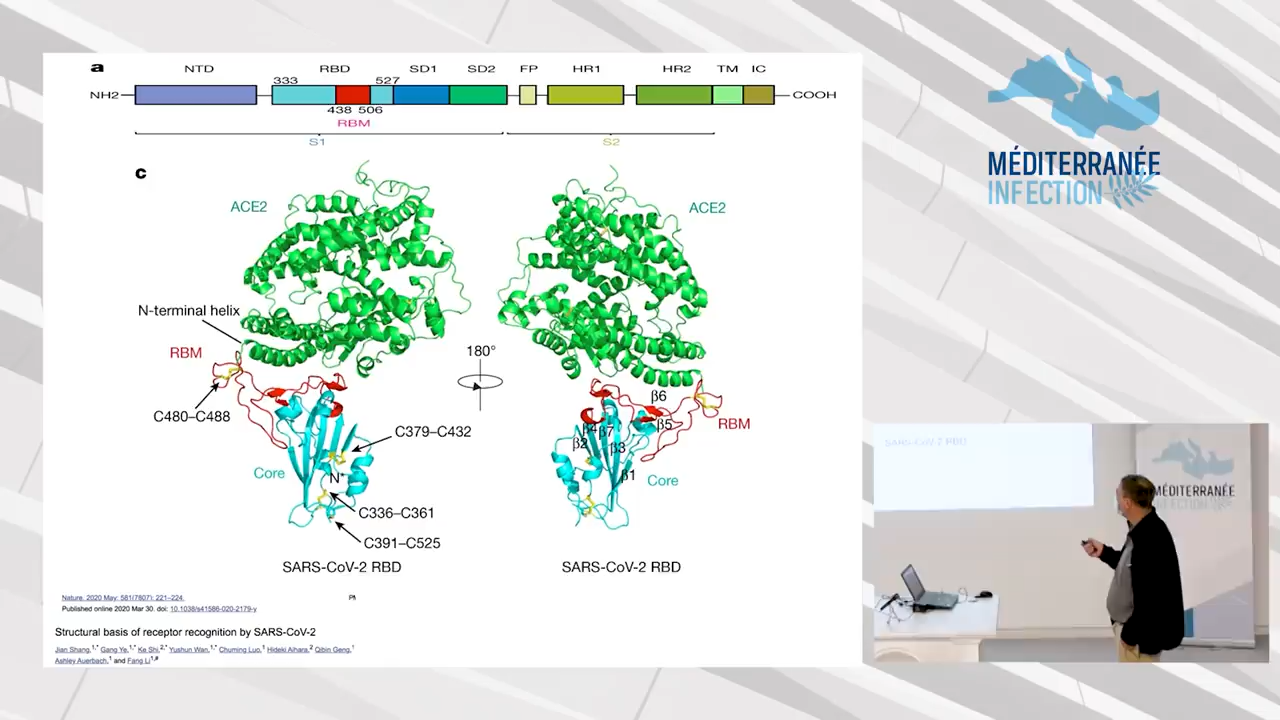 a
NTD RBD SD1 SD2 FP HR1 HR2 TM IC
333 527
NH2 COOH
438 506
RBM
S1 S2
c
ACE2 ACE2
N-terminal helix
RBM
180°
C480–C488
β6
RBM
β5
β4 β7
C379–C432
β2 β3
Core N β1 Core
C336–C361
C391–C525
SARS-CoV-2 RBD SARS-CoV-2 RBD
Nature. 2020 May; 581(7807): 221–224.
Published online 2020 Mar 30. doi: 10.1038/s41586-020-2179-y
Structural basis of receptor recognition by SARS-CoV-2
Jian Shang,1,* Gang Ye,1,* Ke Shi,2,* Yushun Wan,1,* Chuming Luo,1 Hideki Aihara,2 Qibin Geng,1
Ashley Auerbach,1 and Fang Li1,#
MÉDITERRANÉE
INFECTION
SARS-CoV-2 RBD
MÉDITERRANÉE
INFECTION